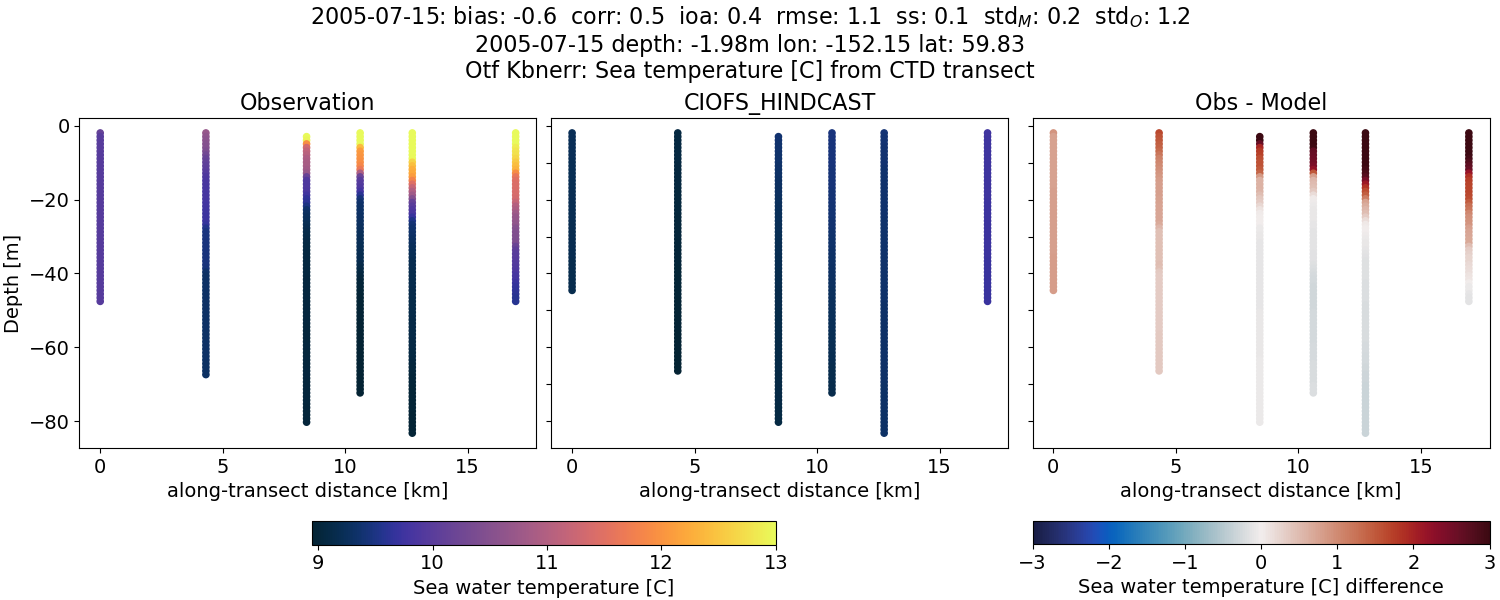 2005-07-15: bias: -0.6  corr: 0.5  ioa: 0.4  rmse: 1.1  ss: 0.1  std_M: 0.2  std_O: 1.2
2005-07-15 depth: -1.98m lon: -152.15 lat: 59.83
Otf Kbnerr: Sea temperature [C] from CTD transect
Observation
CIOFS_HINDCAST
Obs - Model
Depth [m]
0
−20
−40
−60
−80
0 5 10 15
0 5 10 15
0 5 10 15
along-transect distance [km]
along-transect distance [km]
along-transect distance [km]
9 10 11 12 13
Sea water temperature [C]
−3 −2 −1 0 1 2 3
Sea water temperature [C] difference